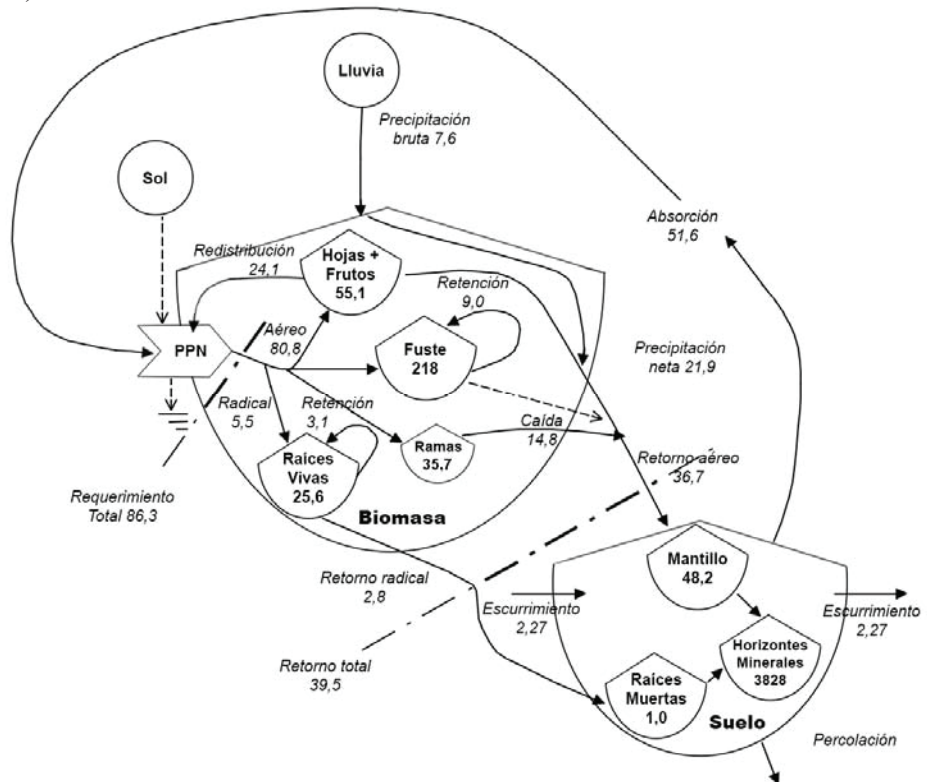 Lluvia
Precipitación
bruta 7,6
Sol
Absorción
51,6
Redistribución
24,1
Hojas +
Frutos
55,1
Retención
9,0
Aéreo
80,8
PPN
Fuste
218
Precipitación
neta 21,9
Radical
5,5
Retención
3,1
Caída
14,8
Ramas
35,7
Raíces
Vivas
25,6
Retorno aéreo
36,7
Requerimiento
Total 86,3
Biomasa
Mantillo
48,2
Retorno radical
2,8
Escurrimiento
2,27
Escurrimiento
2,27
Horizontes
Minerales
3828
Retorno total
39,5
Raíces
Muertas
1,0
Suelo
Percolación